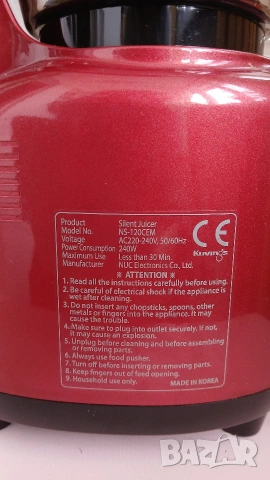 Product Silent Juicer
Model No. NS-120CEM
Voltage AC220-240V, 50/60Hz
Power Consumption 240W
Maximum Use Less than 30 Min.
Manufacturer NUC Electronics Co., Ltd.
CE
Kuvings
※ ATTENTION ※
1. Read all the instructions carefully before using.
2. Be careful of electrical shock if the appliance is
wet after cleaning.
3. Do not insert any chopsticks, spoons, other
metals or fingers into the appliance. It may
cause the trouble.
4. Make sure to plug into outlet securely. If not,
it may cause an explosion.
5. Unplug before cleaning and before assembling
or removing parts.
6. Always use food pusher.
7. Turn off before inserting or removing parts.
8. Keep fingers out of feed opening.
9. Household use only.
MADE IN KOREA
BAZAR
bg